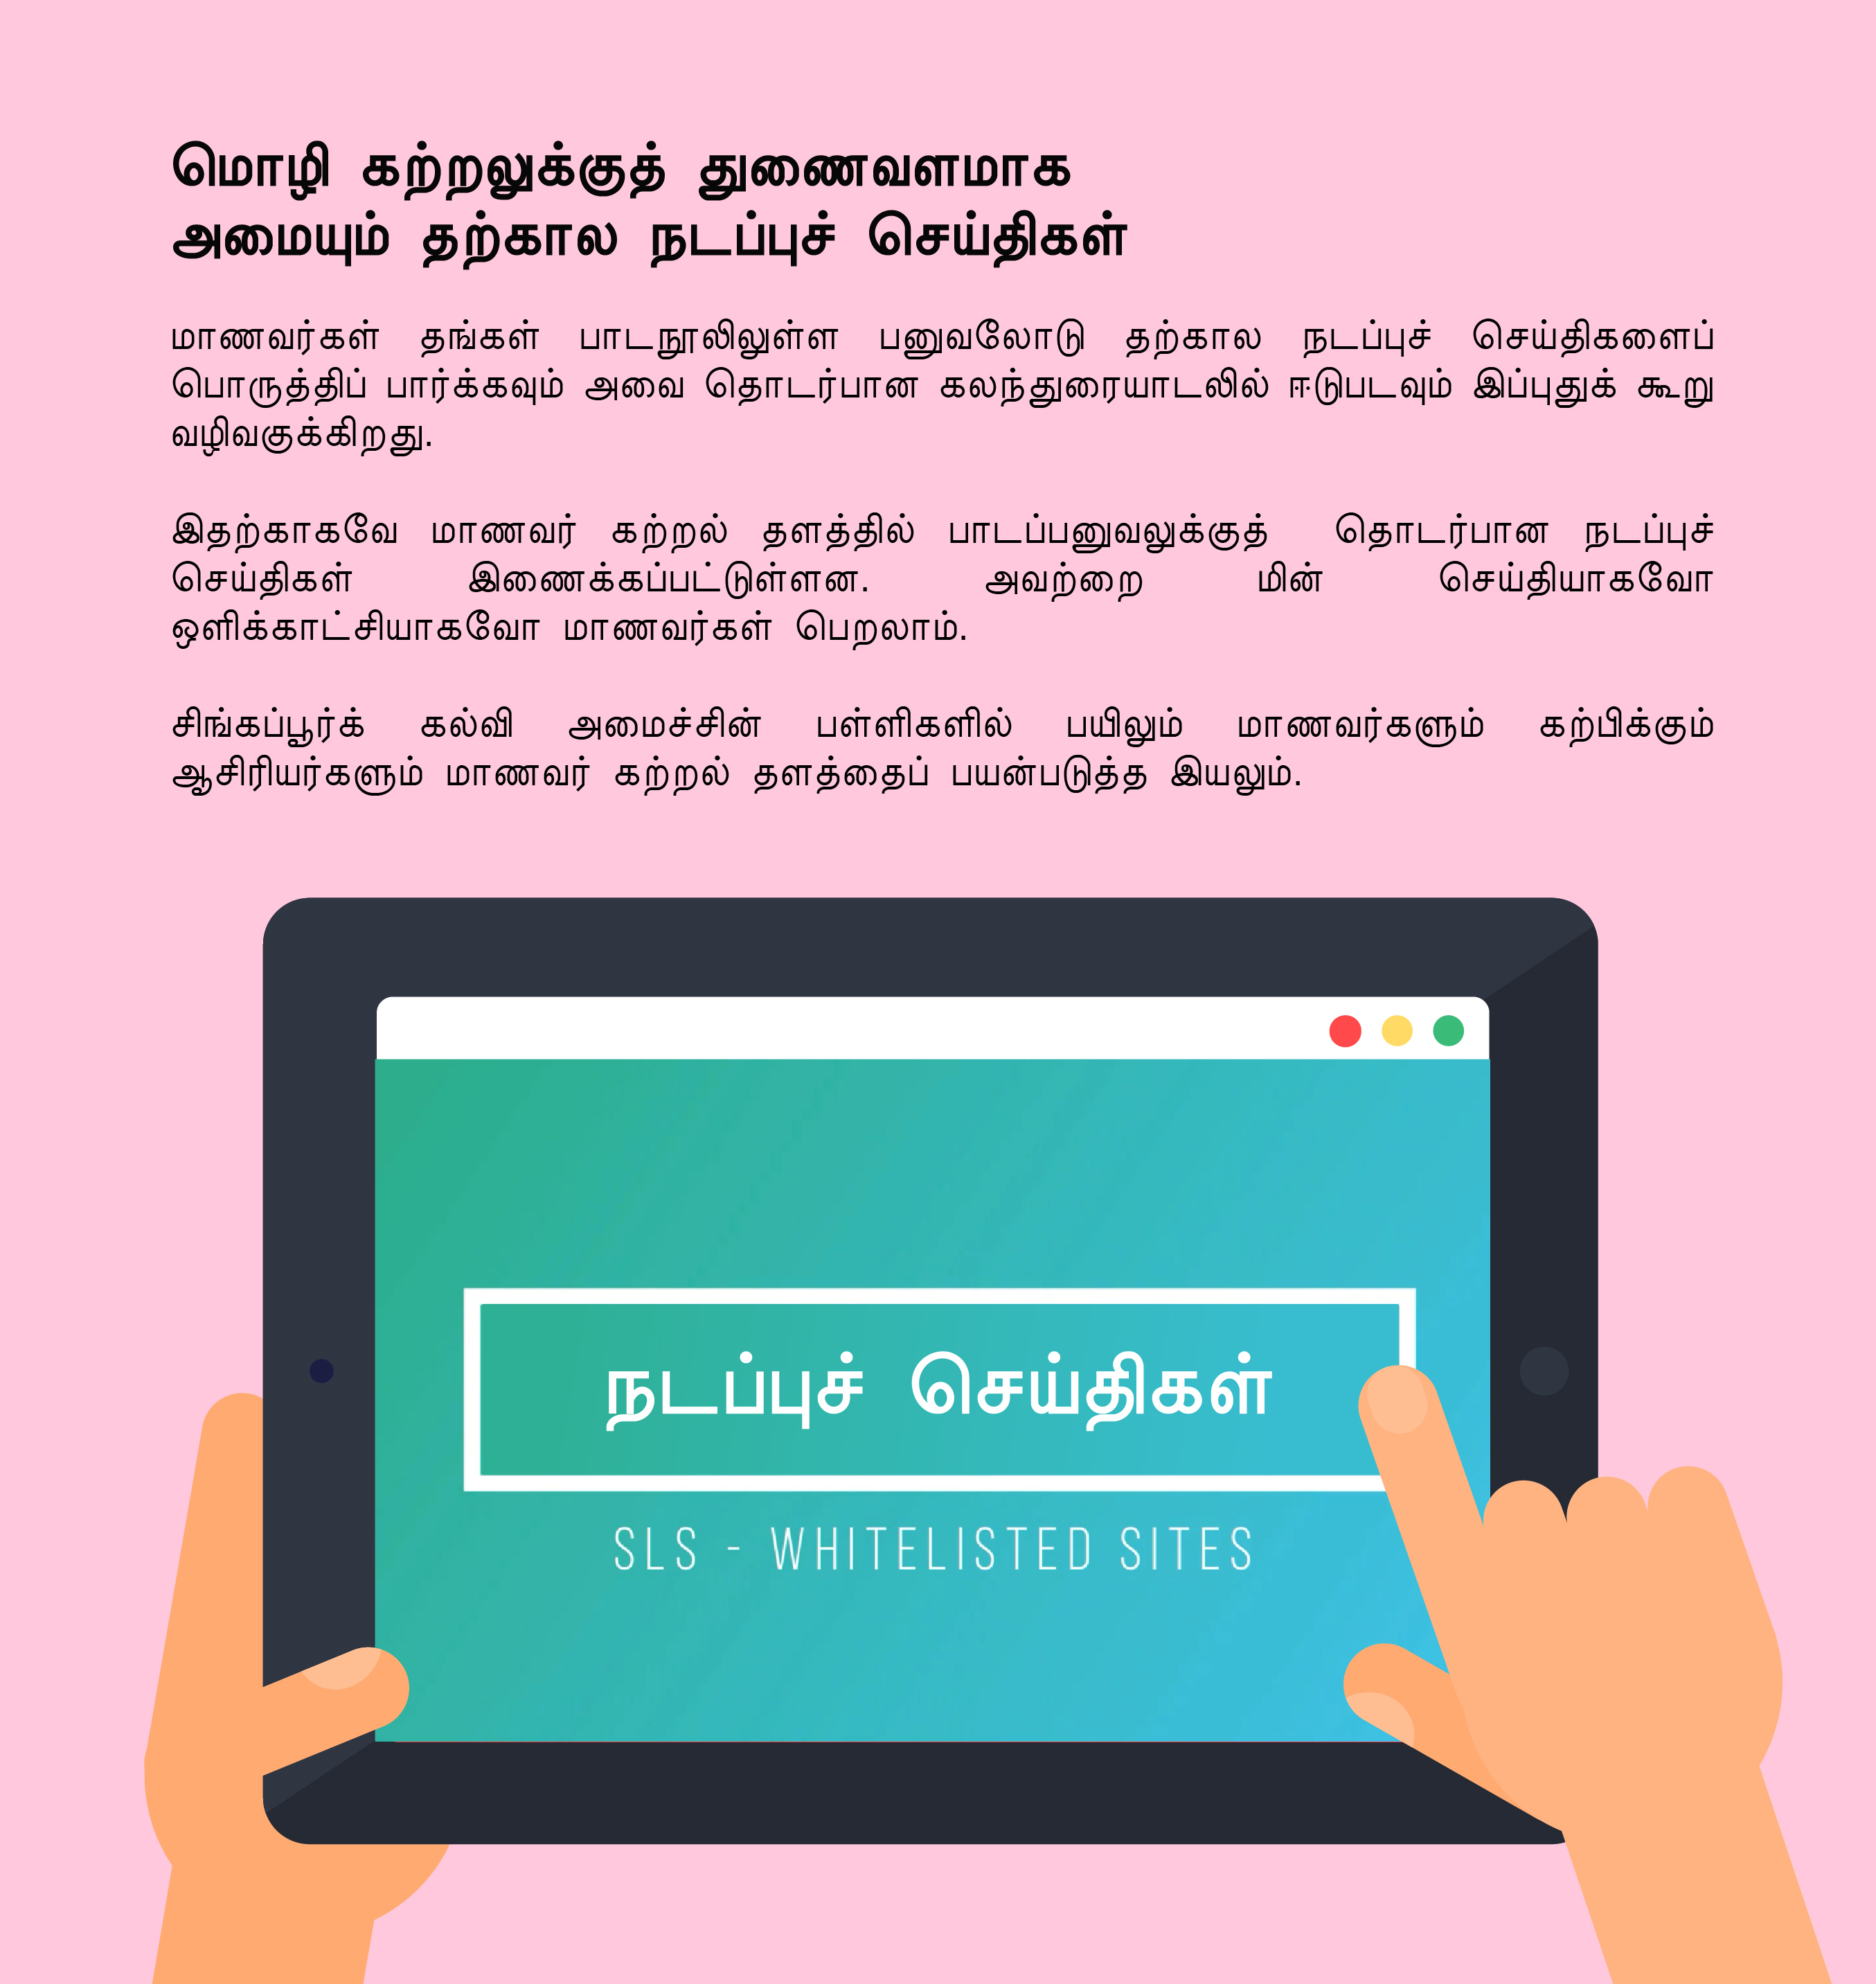 மொழி கற்றலுக்குத் துணைவளமாக
அமையும் தற்கால நடப்புச் செய்திகள்
மாணவர்கள் தங்கள் பாடநூலிலுள்ள பனுவலோடு தற்கால நடப்புச் செய்திகளைப்
பொருத்திப் பார்க்கவும் அவை தொடர்பான கலந்துரையாடலில் ஈடுபடவும் இப்புதுக் கூறு
வழிவகுக்கிறது.
இதற்காகவே மாணவர் கற்றல் தளத்தில் பாடப்பனுவலுக்குத் தொடர்பான நடப்புச்
செய்திகள் இணைக்கப்பட்டுள்ளன. அவற்றை மின் செய்தியாகவோ
ஒளிக்காட்சியாகவோ மாணவர்கள் பெறலாம்.
சிங்கப்பூர்க் கல்வி அமைச்சின் பள்ளிகளில் பயிலும் மாணவர்களும் கற்பிக்கும்
ஆசிரியர்களும் மாணவர் கற்றல் தளத்தைப் பயன்படுத்த இயலும்.
நடப்புச் செய்திகள்
SLS - WHITELISTED SITES